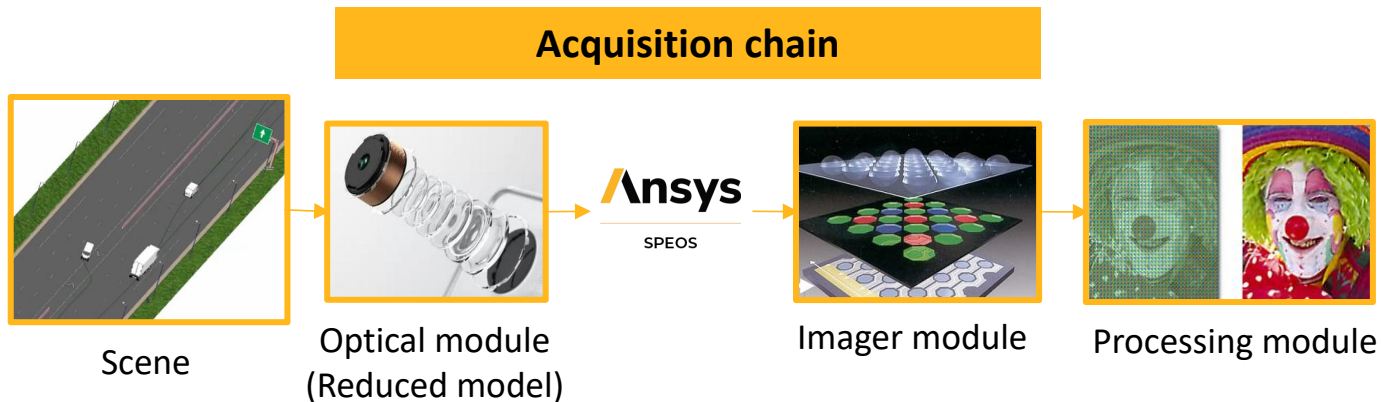 Acquisition chain
Ansys
SPEOS
Scene
Optical module
(Reduced model)
Imager module
Processing module